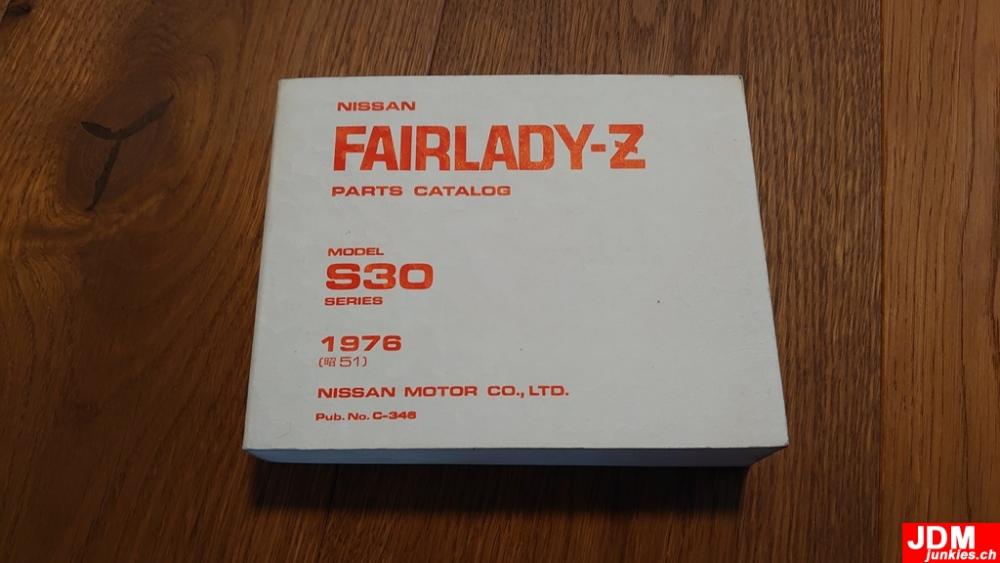 NISSAN
FAIRLADY-Z
PARTS CATALOG
MODEL
S30
SERIES
1976
(昭51)
NISSAN MOTOR CO., LTD.
Pub. No. C-346
JDM
junkies.ch